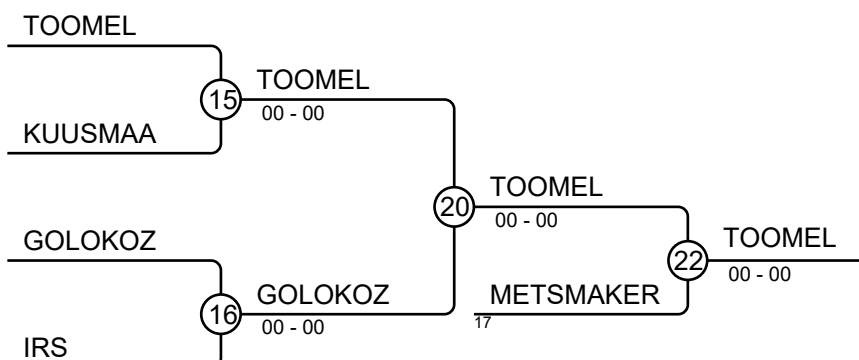 TOOMEL
15
TOOMEL
00 - 00
KUUSMAA
20
TOOMEL
00 - 00
GOLOKOZ
16
GOLOKOZ
00 - 00
IRS
METSMAKER
17
22
TOOMEL
00 - 00